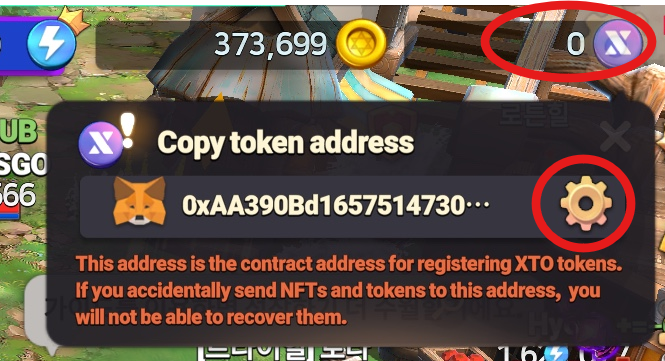 373,699
0
Copy token address
UB
SGO
666
0xAA390Bd1657514730···
This address is the contract address for registering XTO tokens.
If you accidentally send NFTs and tokens to this address, you
will not be able to recover them.